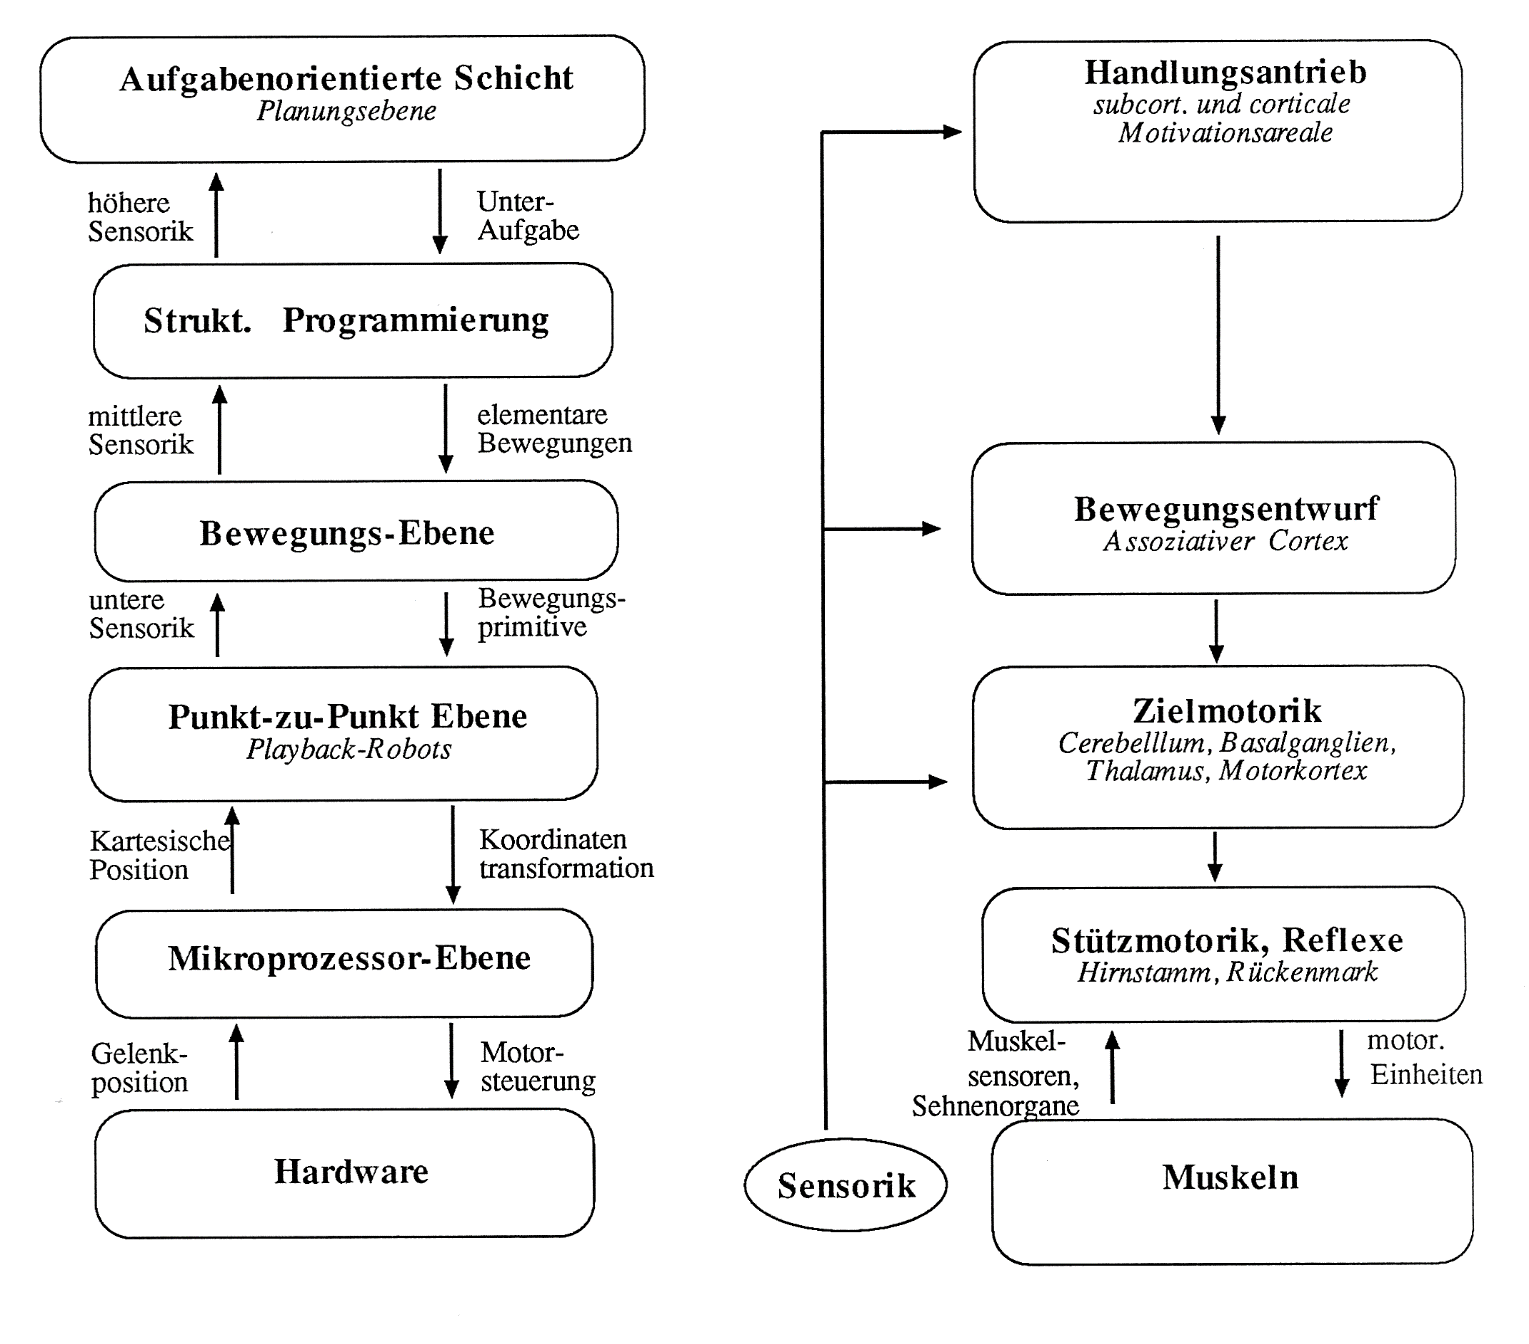 Aufgabenorientierte Schicht
Planungsebene
höhere
Sensorik
Unter-
Aufgabe
Strukt. Programmierung
mittlere
Sensorik
elementare
Bewegungen
Bewegungs-Ebene
untere
Sensorik
Bewegungs-
primitive
Punkt-zu-Punkt Ebene
Playback-Robots
Kartesische
Position
Koordinaten
transformation
Mikroprozessor-Ebene
Gelenk-
position
Motor-
steuerung
Hardware
Handlungsantrieb
subcort. und corticale
Motivationsareale
Bewegungsentwurf
Assoziativer Cortex
Zielmotorik
Cerebelllum, Basalganglien,
Thalamus, Motorkortex
Stützmotorik, Reflexe
Hirnstamm, Rückenmark
Muskel-
sensoren,
Sehnenorgane
motor.
Einheiten
Sensorik
Muskeln